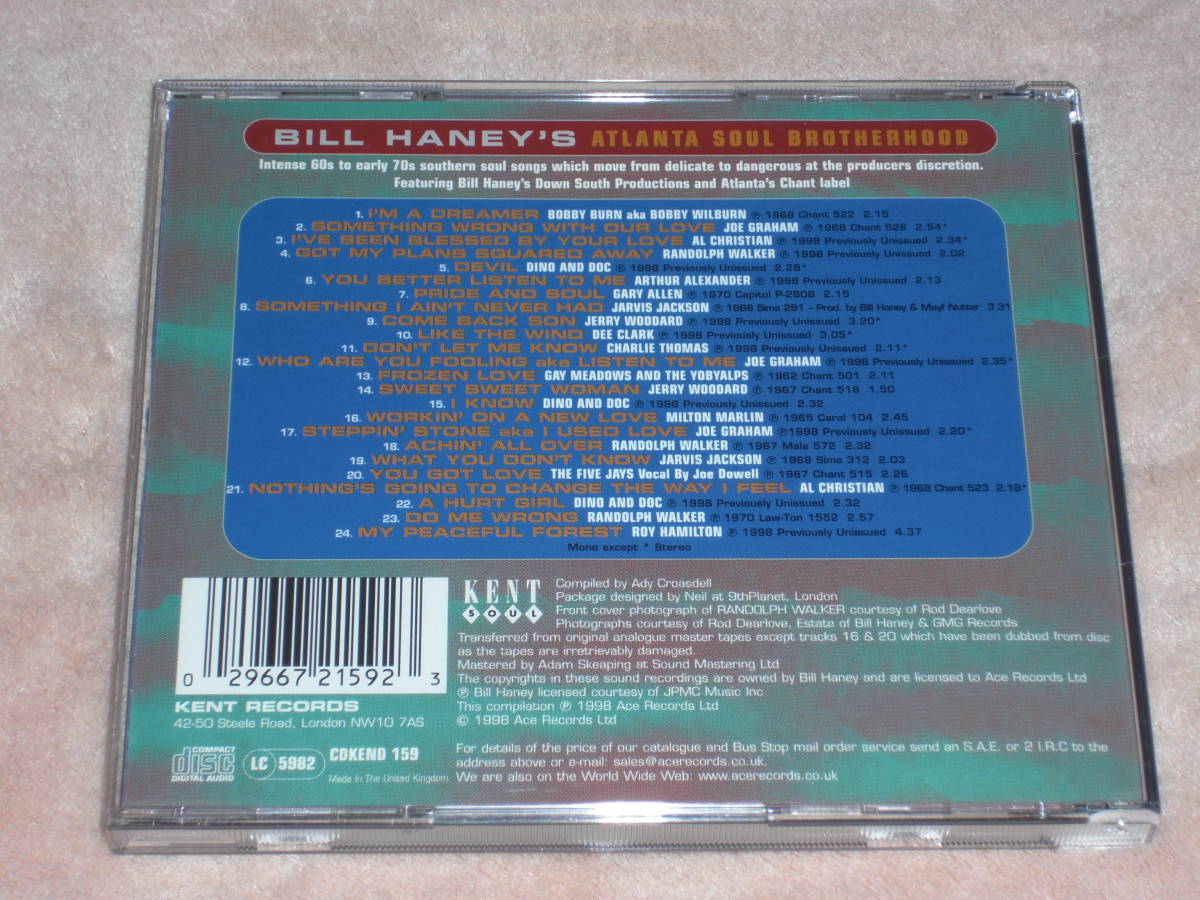 BILL HANEY'S ATLANTA SOUL BROTHERHOOD
Intense 60s to early 70s southern soul songs which move from delicate to dangerous at the producers discretion.
Featuring Bill Haney's Down South Productions and Atlanta's Chant label
1. I'M A DREAMER BOBBY BURN aka BOBBY WILBURN ℗ 1968 Chant 522 2.15
2. SOMETHING WRONG WITH OUR LOVE JOE GRAHAM ℗ 1968 Chant 526 2.54*
3. I'VE BEEN BLESSED BY YOUR LOVE AL CHRISTIAN ℗ 1998 Previously Unissued 2.34*
4. GOT MY PLANS SQUARED AWAY RANDOLPH WALKER ℗ 1998 Previously Unissued 2.02
5. DEVIL DINO AND DOC ℗ 1998 Previously Unissued 2.26*
6. YOU BETTER LISTEN TO ME ARTHUR ALEXANDER ℗ 1998 Previously Unissued 2.13
7. PRIDE AND SOUL GARY ALLEN ℗ 1970 Capitol P-2808 2.15
8. SOMETHING I AIN'T NEVER HAD JARVIS JACKSON ℗ 1966 Sims 291 – Prod. by Bill Haney & Mayf Nutter 3.31
9. COME BACK SON JERRY WOODARD ℗ 1998 Previously Unissued 3.20*
10. LIKE THE WIND DEE CLARK ℗ 1998 Previously Unissued 3.05*
11. DON'T LET ME KNOW CHARLIE THOMAS ℗ 1998 Previously Unissued 2.11*
12. WHO ARE YOU FOOLING aka LISTEN TO ME JOE GRAHAM ℗ 1998 Previously Unissued 2.35*
13. FROZEN LOVE GAY MEADOWS AND THE YOBYALPS ℗ 1962 Chant 501 2.11
14. SWEET SWEET WOMAN JERRY WOODARD ℗ 1967 Chant 518 1.50
15. I KNOW DINO AND DOC ℗ 1998 Previously Unissued 2.32
16. WORKIN' ON A NEW LOVE MILTON MARLIN ℗ 1965 Carol 104 2.45
17. STEPPIN' STONE aka I USED LOVE JOE GRAHAM ℗1998 Previously Unissued 2.20*
18. ACHIN' ALL OVER RANDOLPH WALKER ℗ 1967 Mala 572 2.32
19. WHAT YOU DON'T KNOW JARVIS JACKSON ℗ 1968 Sims 312 2.03
20. YOU GOT LOVE THE FIVE JAYS Vocal By Joe Dowell ℗ 1967 Chant 515 2.26
21. NOTHING'S GOING TO CHANGE THE WAY I FEEL AL CHRISTIAN ℗ 1968 Chant 523 2.18*
22. A HURT GIRL DINO AND DOC ℗ 1998 Previously Unissued 2.32
23. DO ME WRONG RANDOLPH WALKER ℗ 1970 Law-Ton 1552 2.57
24. MY PEACEFUL FOREST ROY HAMILTON ℗ 1998 Previously Unissued 4.37
Mono except * Stereo
KENT
SOUL
Compiled by Ady Croasdell
Package designed by Neil at 9thPlanet, London
Front cover photograph of RANDOLPH WALKER courtesy of Rod Dearlove
Photographs courtesy of Rod Dearlove, Estate of Bill Haney & GMG Records
Transferred from original analogue master tapes except tracks 16 & 20 which have been dubbed from disc
as the tapes are irretrievably damaged.
Mastered by Adam Skeaping at Sound Mastering Ltd
The copyrights in these sound recordings are owned by Bill Haney and are licensed to Ace Records Ltd
℗ Bill Haney licensed courtesy of JPMC Music Inc
This compilation ℗ 1998 Ace Records Ltd
© 1998 Ace Records Ltd
0 29667 21592 3
KENT RECORDS
42-50 Steele Road, London NW10 7AS
COMPACT
disc
DIGITAL AUDIO
LC 5982
CDKEND 159
Made In The United Kingdom
For details of the price of our catalogue and Bus Stop mail order service send an S.A.E. or 2 I.R.C to the
address above or e-mail: sales@acerecords.co.uk.
We are also on the World Wide Web: www.acerecords.co.uk